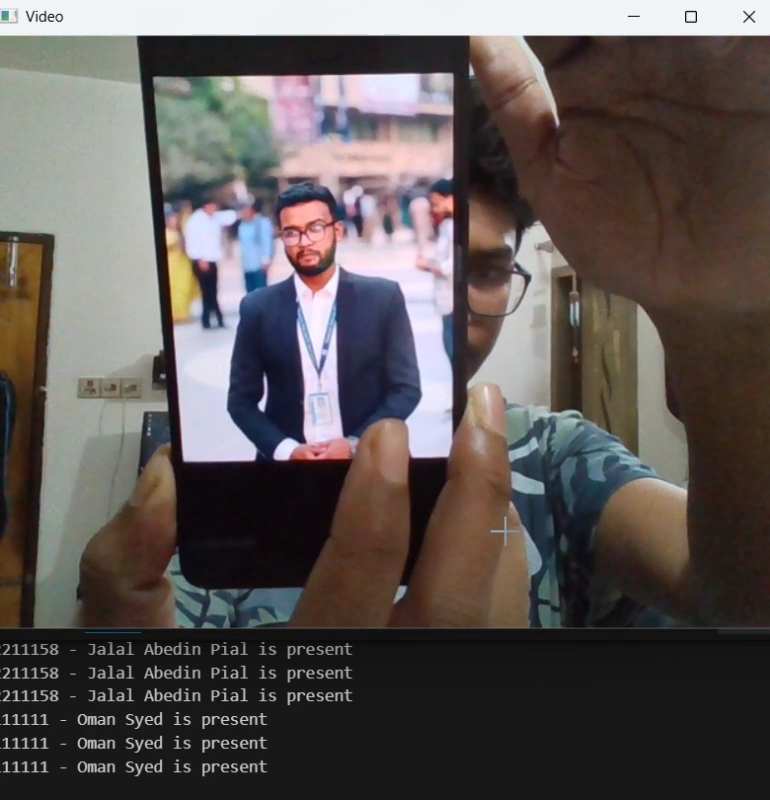 Video
211158 - Jalal Abedin Pial is present
211158 - Jalal Abedin Pial is present
211158 - Jalal Abedin Pial is present
11111 - Oman Syed is present
11111 - Oman Syed is present
11111 - Oman Syed is present